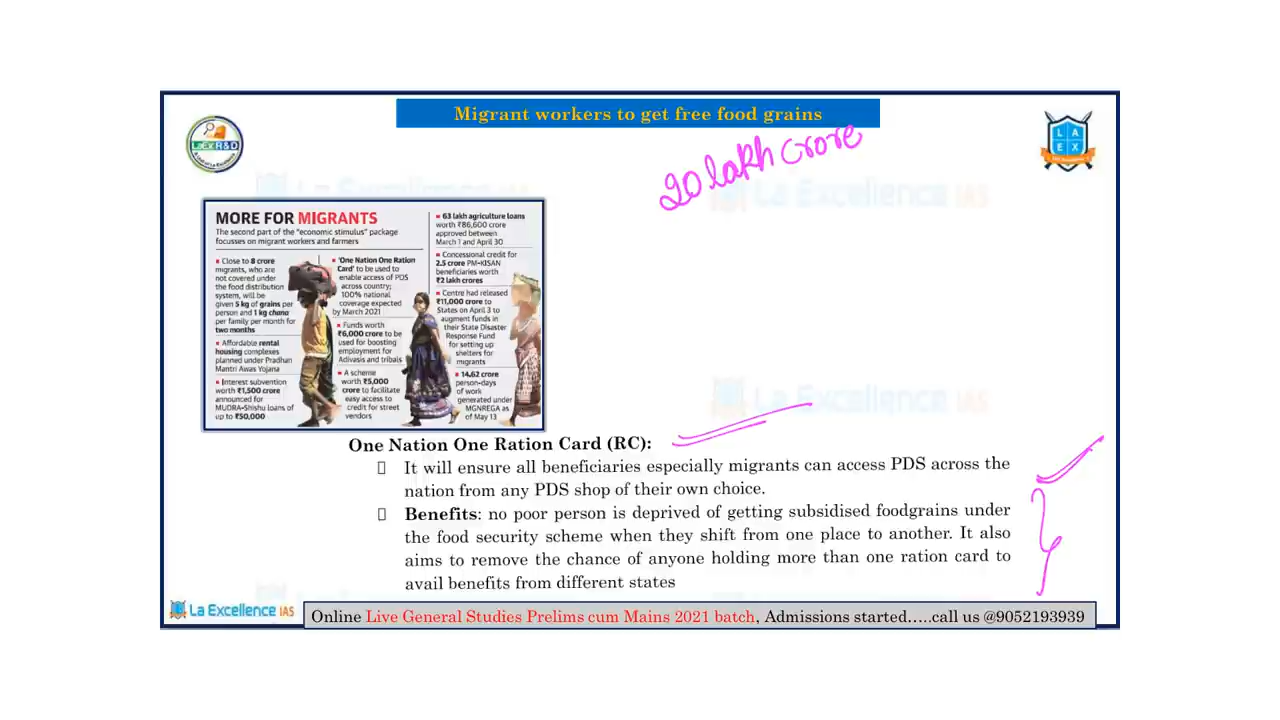 Migrant workers to get free food grains
LaEx R&D
20 lakh crore
L A
E X
La Excellence IAS
La Excellence IAS
MORE FOR MIGRANTS
The second part of the "economic stimulus" package
focusses on migrant workers and farmers
▪ Close to 8 crore
migrants, who are
not covered under
the food distribution
system, will be
given 5 kg of grains per
person and 1 kg chana
per family per month for
two months
▪ Affordable rental
housing complexes
planned under Pradhan
Mantri Awas Yojana
▪ Interest subvention
worth ₹1,500 crore
announced for
MUDRA-Shishu loans of
up to ₹50,000
▪ 'One Nation One Ration
Card' to be used to
enable access of PDS
across country;
100% national
coverage expected
by March 2021
▪ Funds worth
₹6,000 crore to be
used for boosting
employment for
Adivasis and tribals
▪ A scheme
worth ₹5,000
crore to facilitate
easy access to
credit for street
vendors
▪ 63 lakh agriculture loans
worth ₹86,600 crore
approved between
March 1 and April 30
▪ Concessional credit for
2.5 crore PM-KISAN
beneficiaries worth
₹2 lakh crores
▪ Centre had released
₹11,000 crore to
States on April 3 to
augment funds in
their State Disaster
Response Fund
for setting up
shelters for
migrants
▪ 14.62 crore
person-days
of work
generated under
MGNREGA as
of May 13
La Excellence IAS
One Nation One Ration Card (RC):
It will ensure all beneficiaries especially migrants can access PDS across the
nation from any PDS shop of their own choice.
Benefits: no poor person is deprived of getting subsidised foodgrains under
the food security scheme when they shift from one place to another. It also
aims to remove the chance of anyone holding more than one ration card to
avail benefits from different states
La Excellence IAS
Online Live General Studies Prelims cum Mains 2021 batch, Admissions started…..call us @9052193939